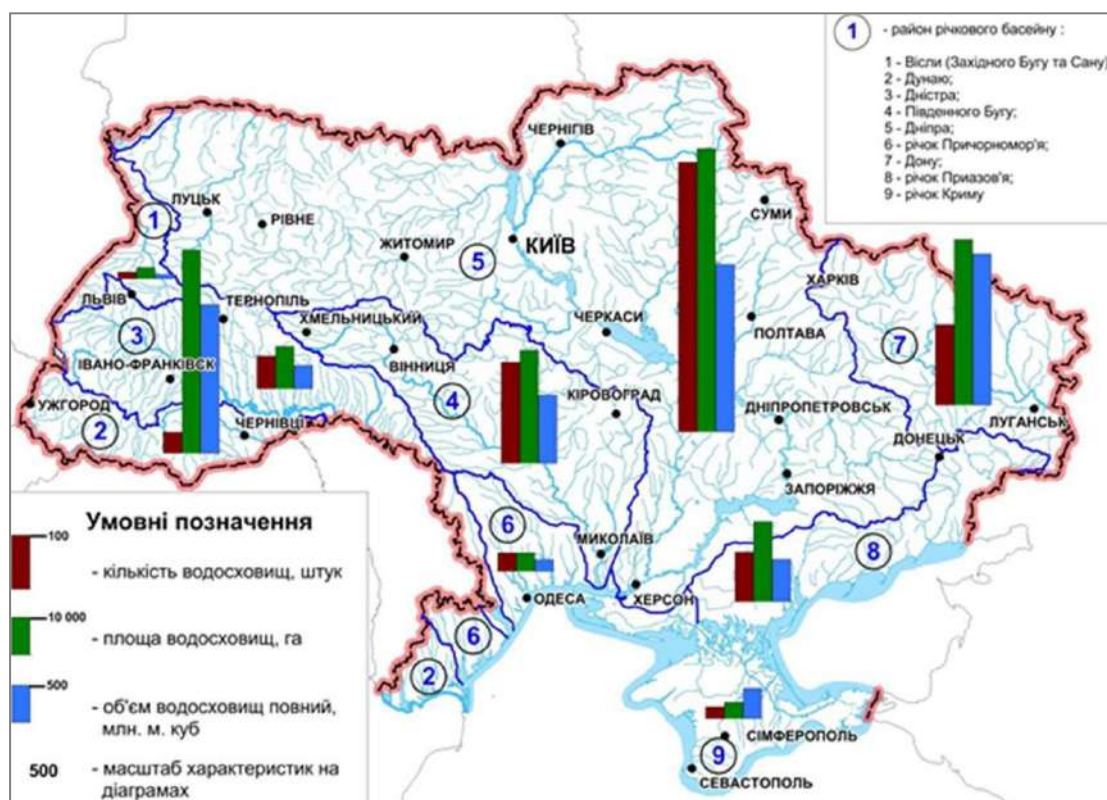 1 - район річкового басейну :
1 - Вісли (Західного Бугу та Сану)
2 - Дунаю;
3 - Дністра;
4 - Південного Бугу;
5 - Дніпра;
6 - річок Причорномор'я;
7 - Дону;
8 - річок Приазов'я;
9 - річок Криму
ЧЕРНІГІВ
СУМИ
ЛУЦЬК
1
РІВНЕ
ЖИТОМИР
5
КИЇВ
ХАРКІВ
ЛЬВІВ
ТЕРНОПІЛЬ
ХМЕЛЬНИЦЬКИЙ
ЧЕРКАСИ
ПОЛТАВА
3
7
ІВАНО-ФРАНКІВСК
ВІННИЦЯ
4
КІРОВОГРАД
УЖГОРОД
2
ЧЕРНІВЦІ
ДНІПРОПЕТРОВСЬК
ЛУГАНСЬК
ДОНЕЦЬК
ЗАПОРІЖЖЯ
6
МИКОЛАЇВ
8
ОДЕСА
ХЕРСОН
6
2
СІМФЕРОПОЛЬ
9
СЕВАСТОПОЛЬ
Умовні позначення
100
- кількість водосховищ, штук
10 000
- площа водосховищ, га
500
- об'єм водосховищ повний,
млн. м. куб
500 - масштаб характеристик на
діаграмах